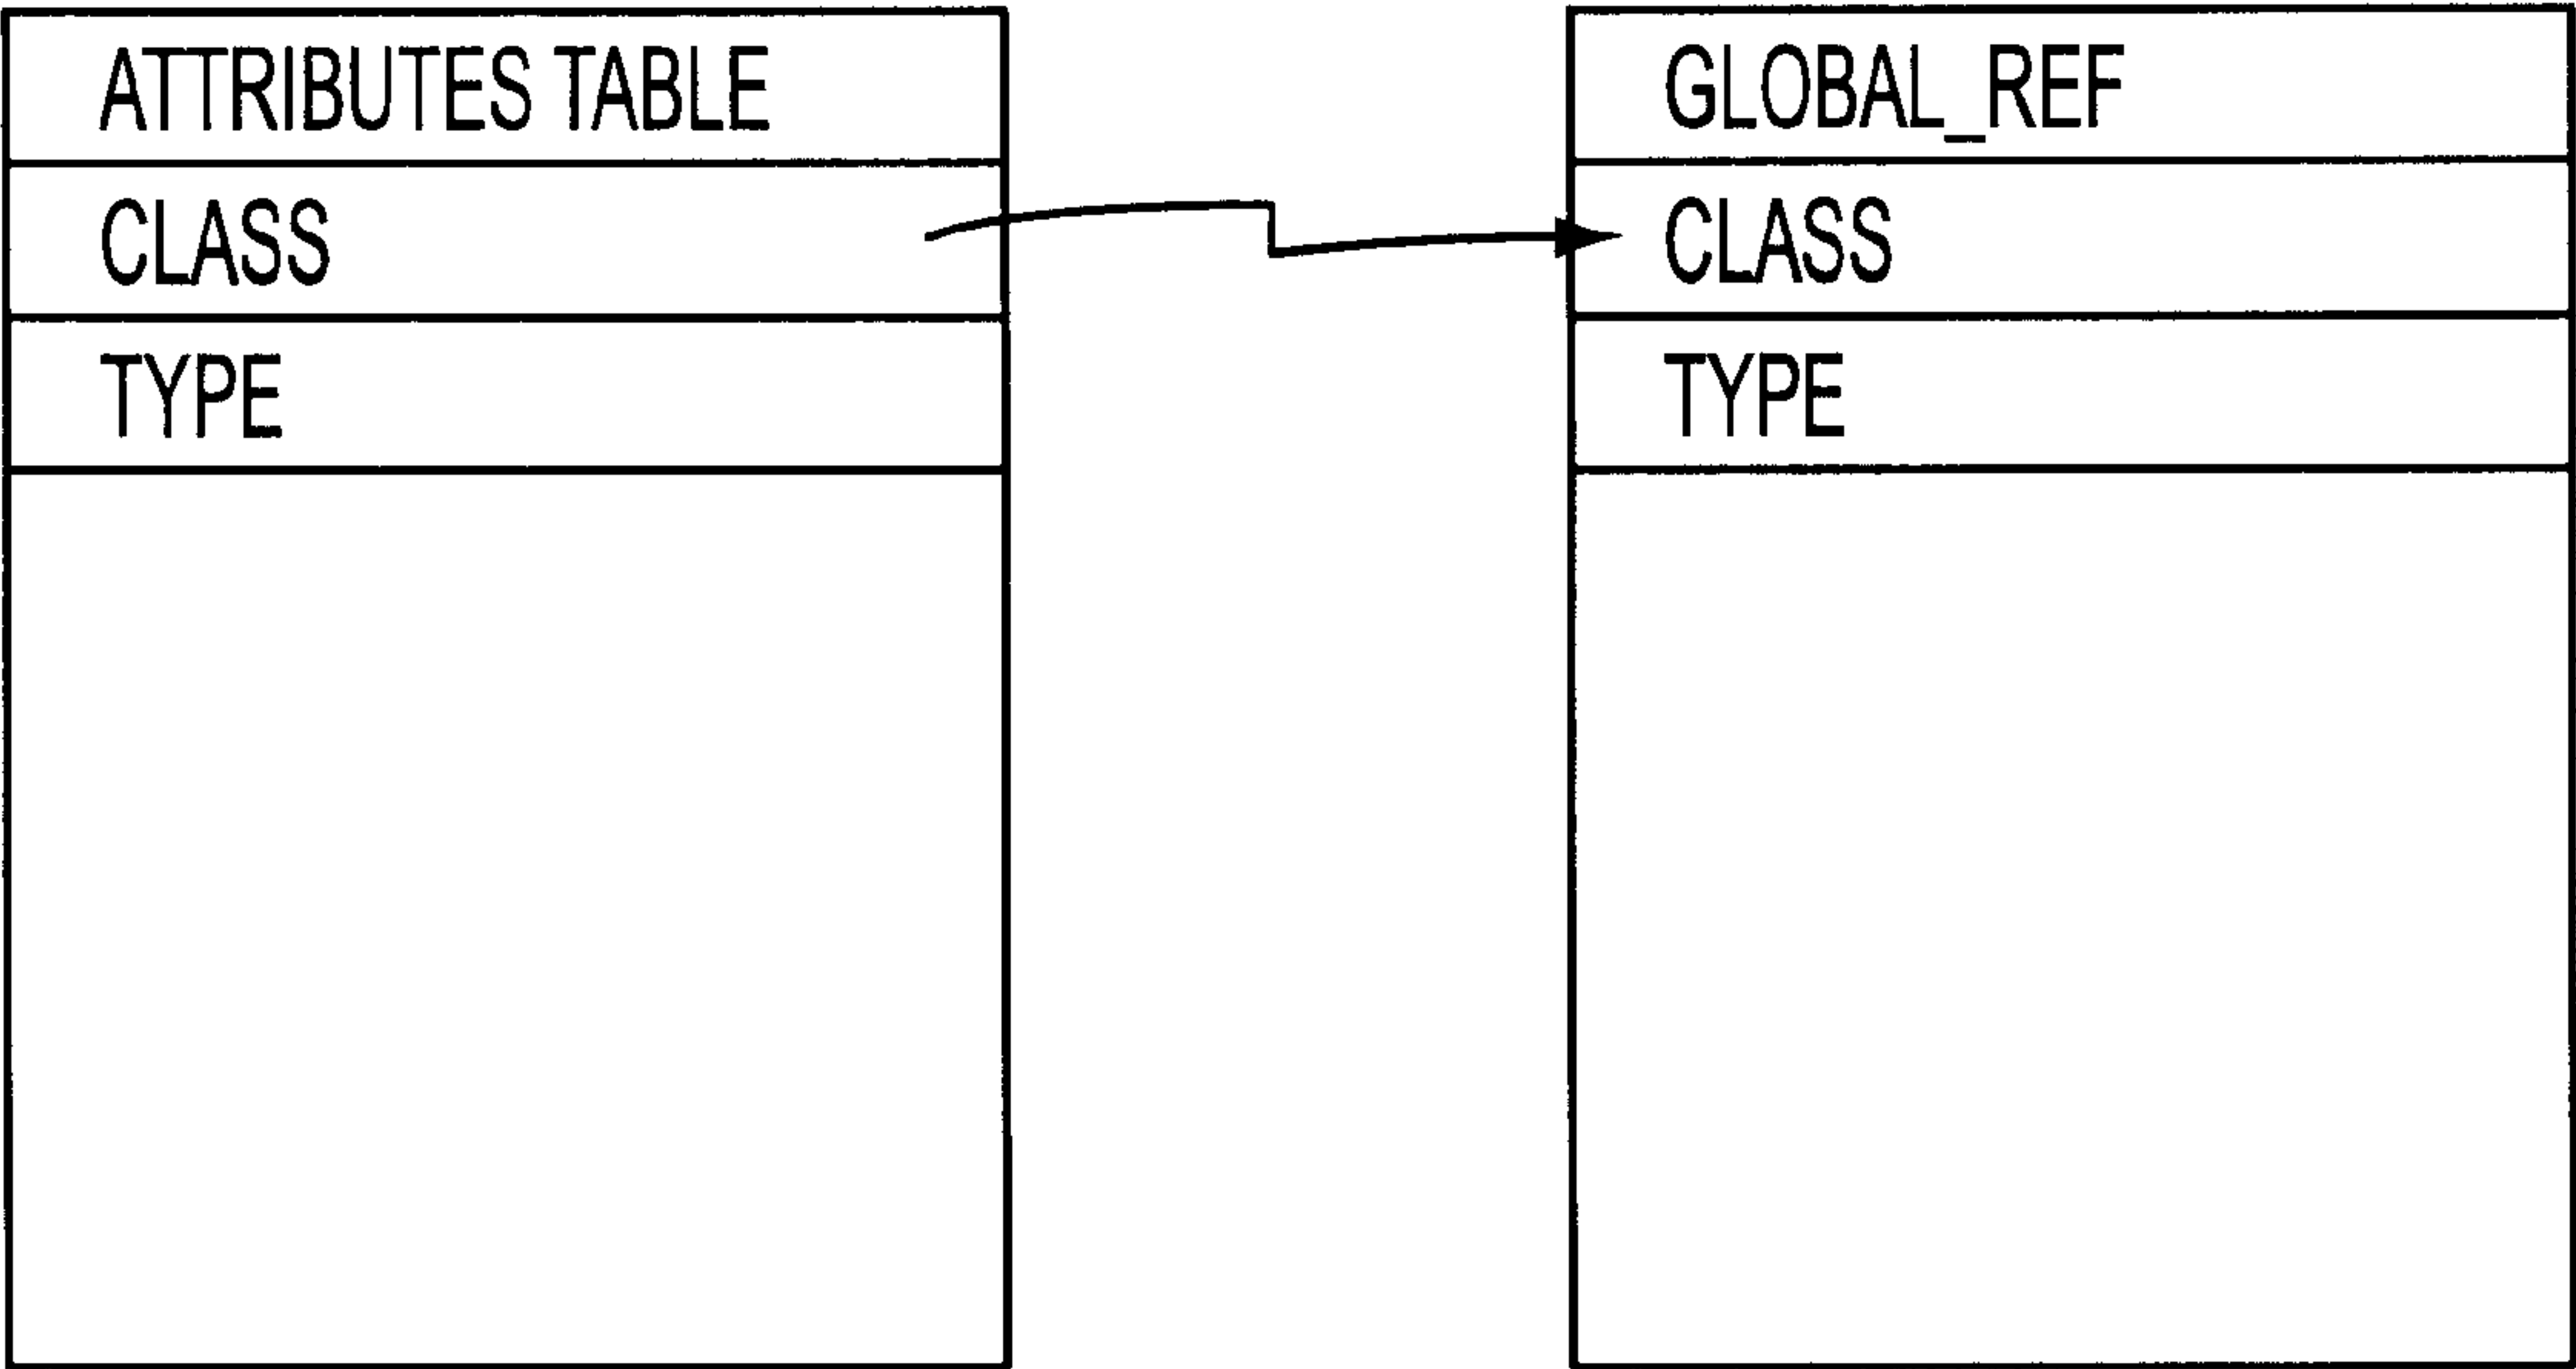 ATTRIBUTES TABLE
CLASS
TYPE
GLOBAL_REF
CLASS
TYPE